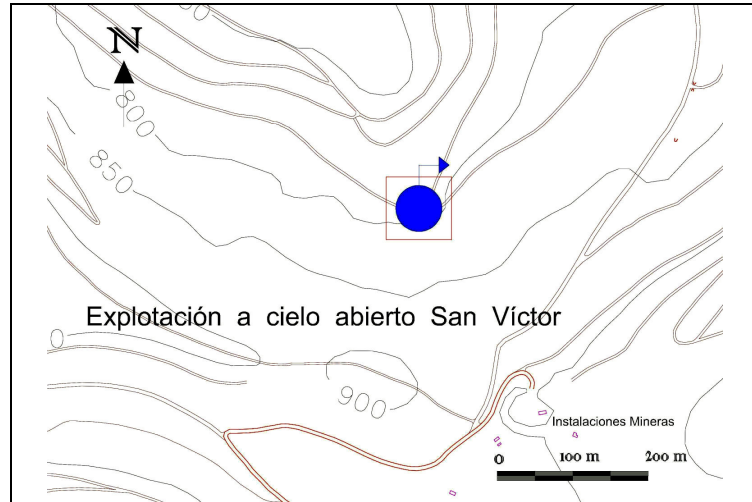 N
800
850
Explotación a cielo abierto San Víctor
900
Instalaciones Mineras
0 100 m 200 m